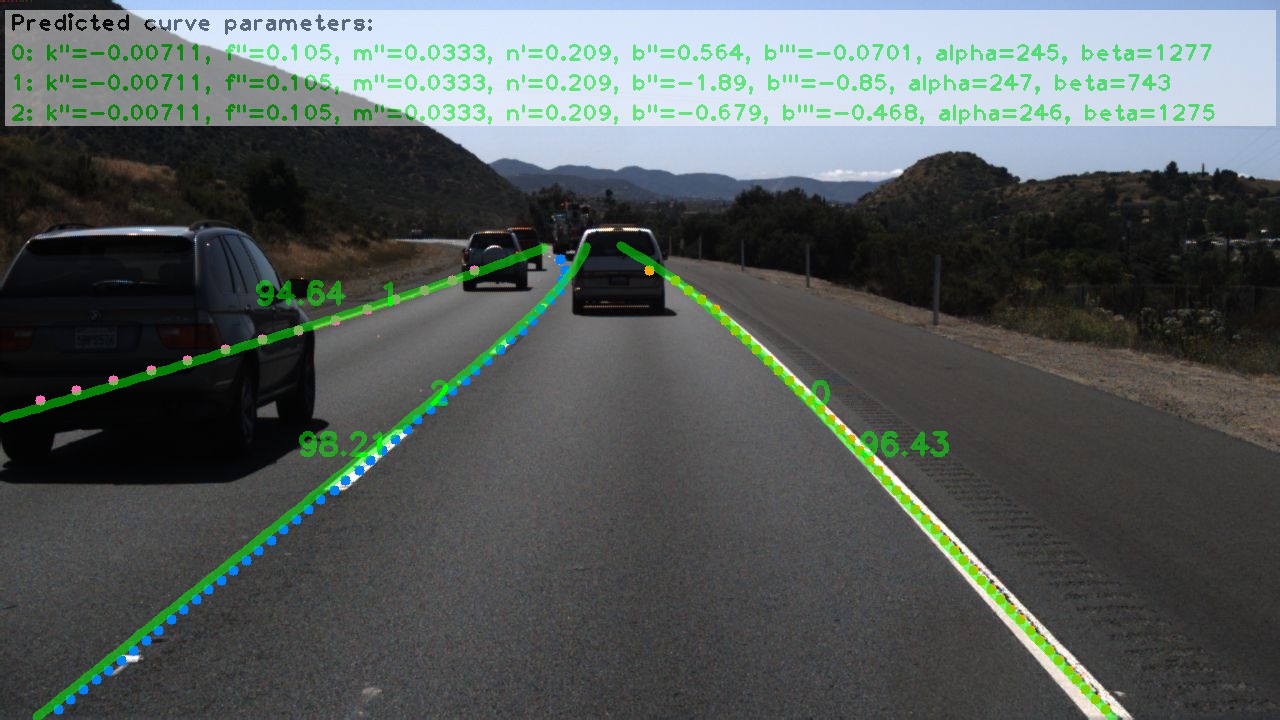 Predicted curve parameters:
0: k''=-0.00711, f''=0.105, m''=0.0333, n'=0.209, b''=0.564, b'''=-0.0701, alpha=245, beta=1277
1: k''=-0.00711, f''=0.105, m''=0.0333, n'=0.209, b''=-1.89, b'''=-0.85, alpha=247, beta=743
2: k''=-0.00711, f''=0.105, m''=0.0333, n'=0.209, b''=-0.679, b'''=-0.468, alpha=246, beta=1275
94.64 1
2 0
98.21 96.43